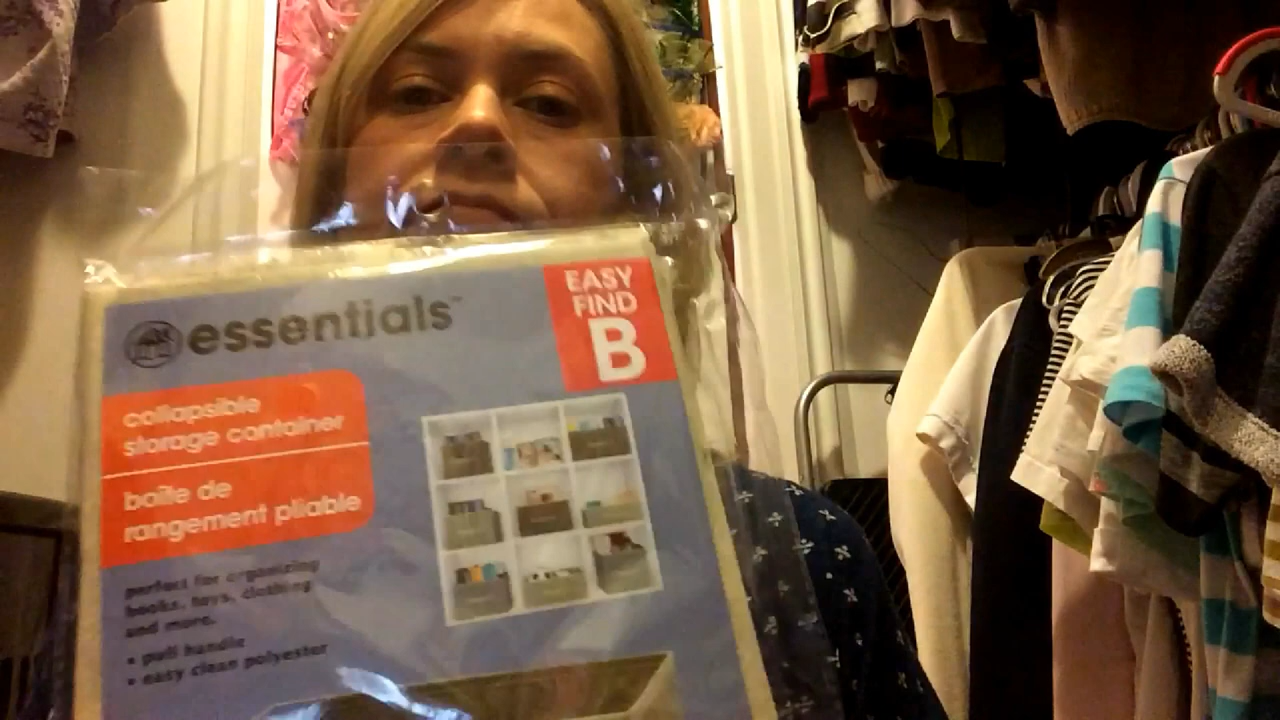 essentials™
EASY
FIND
B
collapsible
storage container
boîte de
rangement pliable
perfect for organizing
books, toys, clothing
and more.
• pull handle
• easy clean polyester